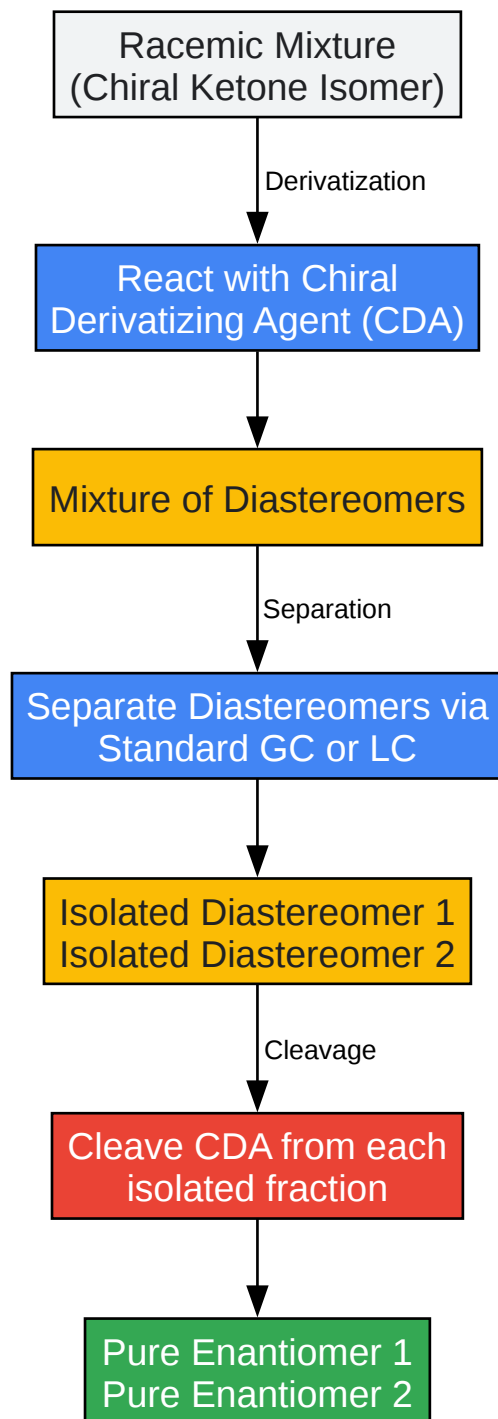 Racemic Mixture
(Chiral Ketone Isomer)
Derivatization
React with Chiral
Derivatizing Agent (CDA)
Mixture of Diastereomers
Separation
Separate Diastereomers via
Standard GC or LC
Isolated Diastereomer 1
Isolated Diastereomer 2
Cleavage
Cleave CDA from each
isolated fraction
Pure Enantiomer 1
Pure Enantiomer 2